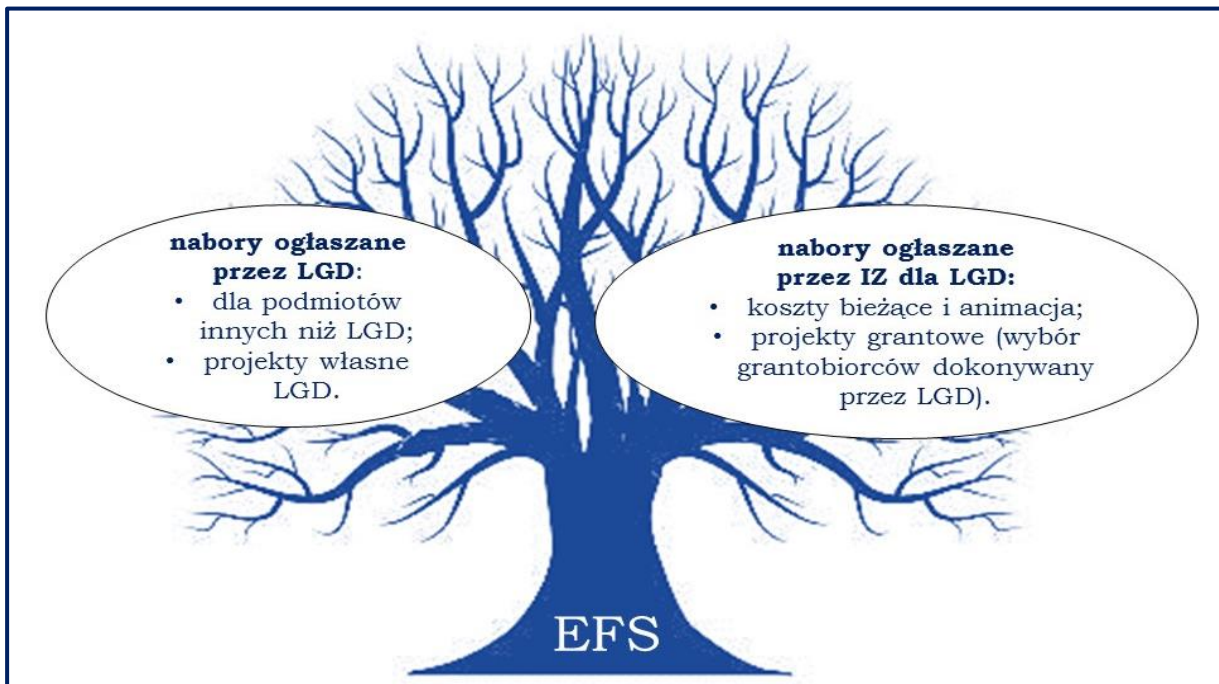 nabory ogłaszane
przez LGD:
• dla podmiotów
innych niż LGD;
• projekty własne
LGD.
nabory ogłaszane
przez IZ dla LGD:
• koszty bieżące i animacja;
• projekty grantowe (wybór
grantobiorców dokonywany
przez LGD).
EFS